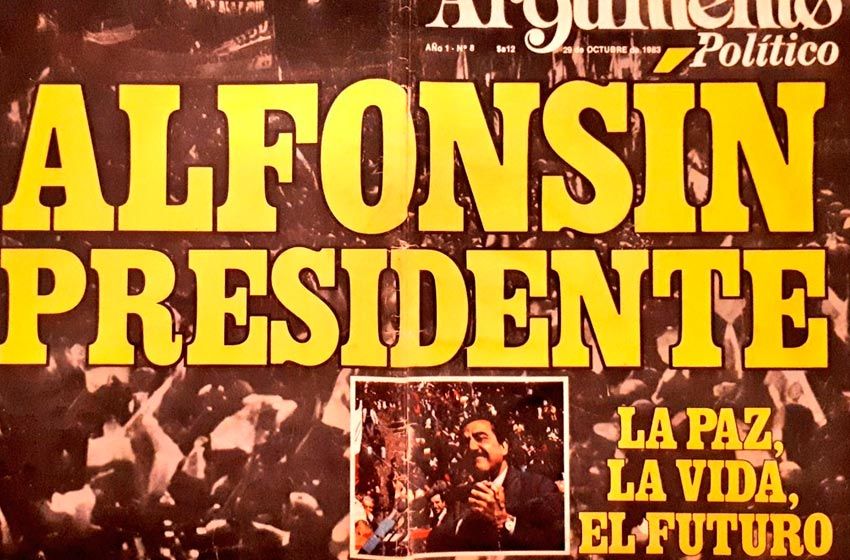 Argumento
Político
AÑO 1 - Nº 8 $a12 29 de OCTUBRE de 1983
ALFONSÍN
PRESIDENTE
LA PAZ,
LA VIDA,
EL FUTURO